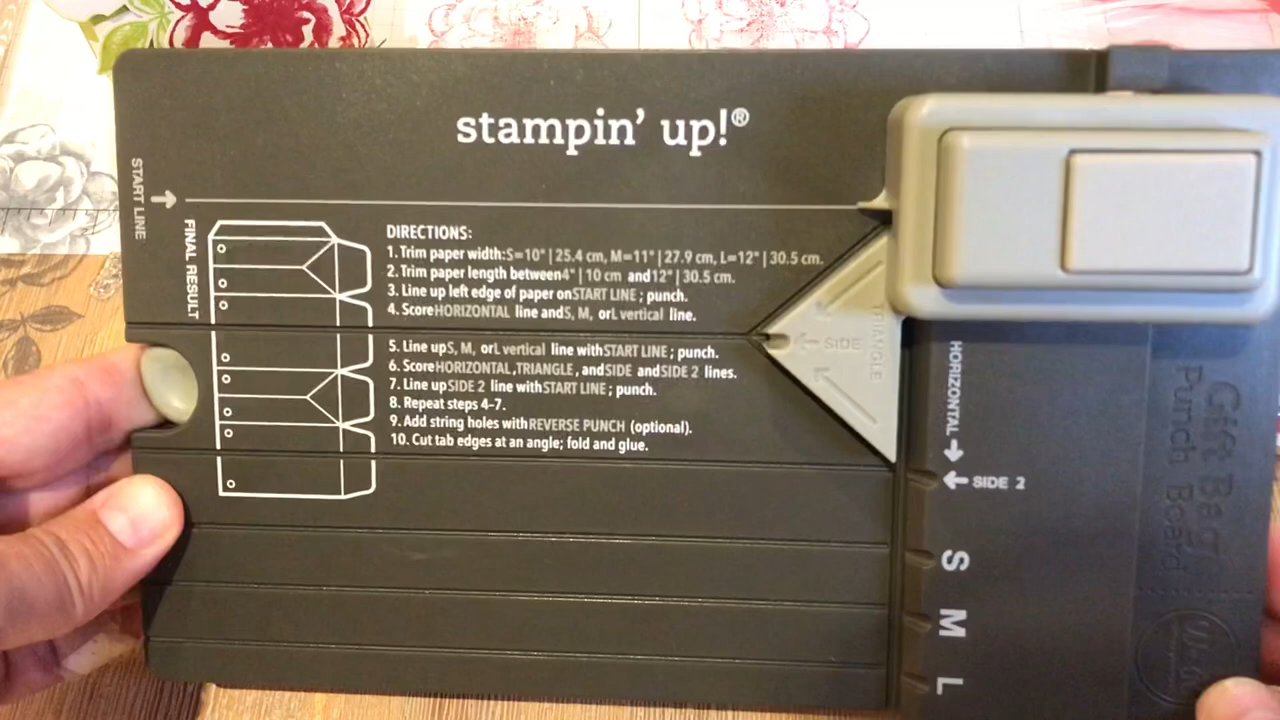 stampin' up!®
START LINE
FINAL RESULT
DIRECTIONS:
1. Trim paper width: S=10" | 25.4 cm, M=11" | 27.9 cm, L=12" | 30.5 cm.
2. Trim paper length between 4" | 10 cm and 12" | 30.5 cm.
3. Line up left edge of paper on START LINE ; punch.
4. Score HORIZONTAL line and S, M, or L vertical line.
5. Line up S, M, or L vertical line with START LINE ; punch.
6. Score HORIZONTAL , TRIANGLE , and SIDE and SIDE 2 lines.
7. Line up SIDE 2 line with START LINE ; punch.
8. Repeat steps 4-7.
9. Add string holes with REVERSE PUNCH (optional).
10. Cut tab edges at an angle; fold and glue.
SIDE
TRIANGLE
HORIZONTAL
SIDE 2
S
M
L
Gift Bag
Punch Board